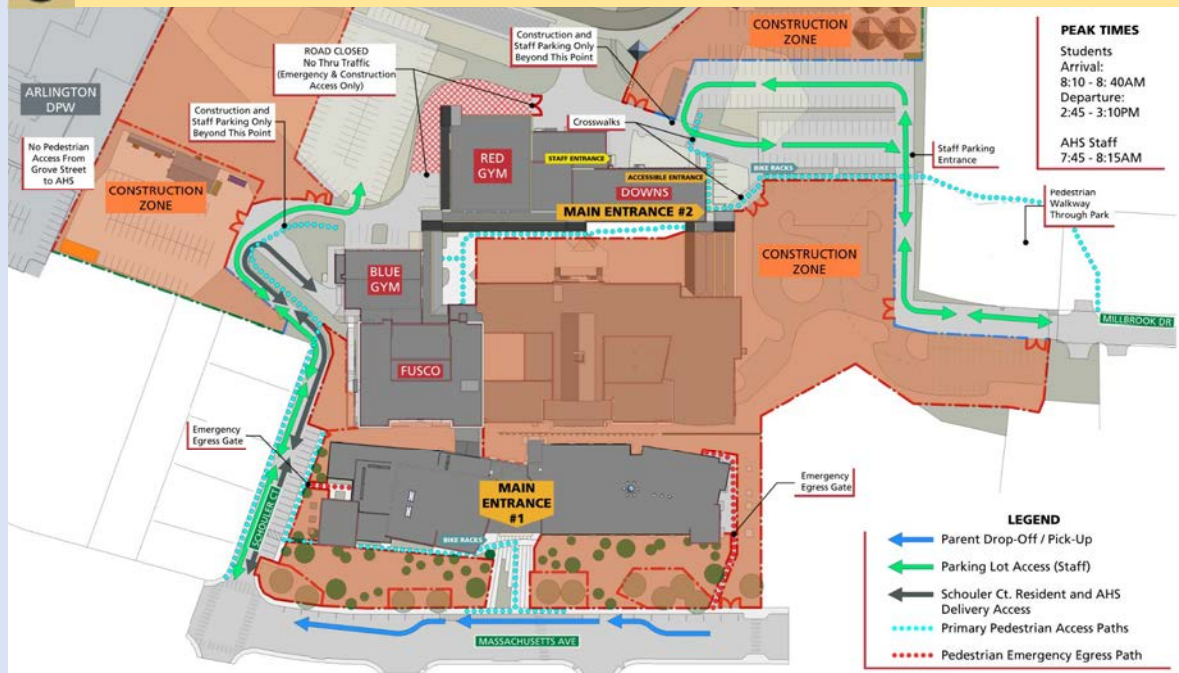 CONSTRUCTION
ZONE
Construction and
Staff Parking Only
Beyond This Point
ROAD CLOSED
No Thru Traffic
(Emergency & Construction
Access Only)
PEAK TIMES
Students
Arrival:
8:10 - 8: 40AM
Departure:
2:45 - 3:10PM
AHS Staff
7:45 - 8:15AM
ARLINGTON
DPW
Construction and
Staff Parking Only
Beyond This Point
Crosswalks
No Pedestrian
Access From
Grove Street
to AHS
RED
GYM
STAFF ENTRANCE
Staff Parking
Entrance
CONSTRUCTION
ZONE
ACCESSIBLE ENTRANCE
BIKE RACKS
DOWNS
MAIN ENTRANCE #2
Pedestrian
Walkway
Through Park
CONSTRUCTION
ZONE
BLUE
GYM
MILLBROOK DR
FUSCO
Emergency
Egress Gate
MAIN
ENTRANCE
#1
Emergency
Egress Gate
SCHOULER CT
BIKE RACKS
MASSACHUSETTS AVE
LEGEND
Parent Drop-Off / Pick-Up
Parking Lot Access (Staff)
Schouler Ct. Resident and AHS
Delivery Access
Primary Pedestrian Access Paths
Pedestrian Emergency Egress Path